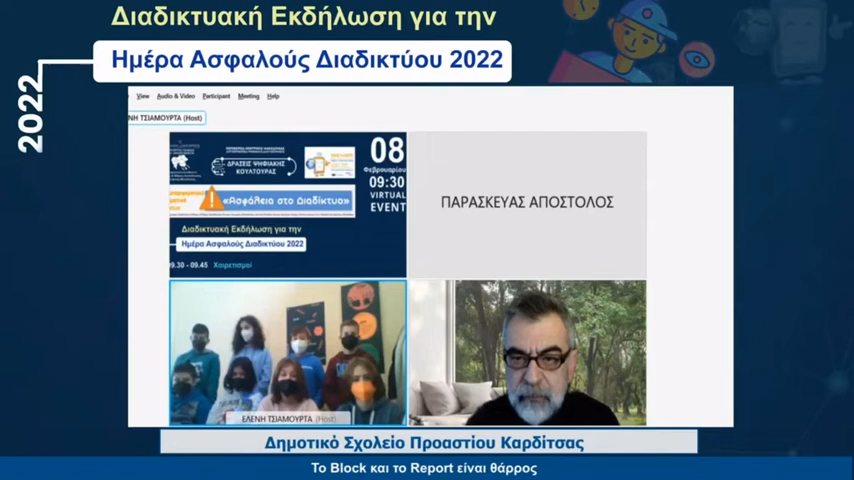 Διαδικτυακή Εκδήλωση για την
Ημέρα Ασφαλούς Διαδικτύου 2022
2022
View Audio & Video Participant Meeting Help
ΝΗ ΤΣΙΑΜΟΥΡΤΑ (Host)
ΔΡΑΣΕΙΣ ΨΗΦΙΑΚΗΣ
ΚΟΥΛΤΟΥΡΑΣ
08
Φεβρουαρίου
09:30
VIRTUAL
EVENT
«Ασφάλεια στο Διαδίκτυο»
Διαδικτυακή Εκδήλωση για την
Ημέρα Ασφαλούς Διαδικτύου 2022
09.30 - 09.45 Χαιρετισμοί
ΠΑΡΑΣΚΕΥΑΣ ΑΠΟΣΤΟΛΟΣ
ΕΛΕΝΗ ΤΣΙΑΜΟΥΡΤΑ (Host)
Δημοτικό Σχολείο Προαστίου Καρδίτσας
Το Block και το Report είναι θάρρος